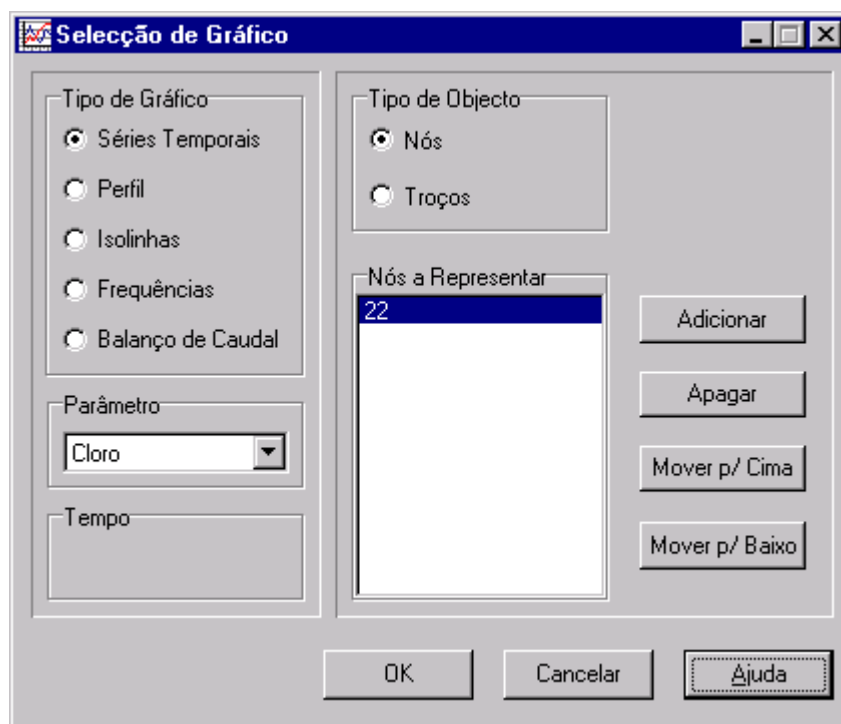 Selecção de Gráfico
Tipo de Gráfico
Séries Temporais
Perfil
Isolinhas
Frequências
Balanço de Caudal
Parâmetro
Cloro
Tempo
Tipo de Objecto
Nós
Troços
Nós a Representar
22
Adicionar
Apagar
Mover p/ Cima
Mover p/ Baixo
OK
Cancelar
Ajuda